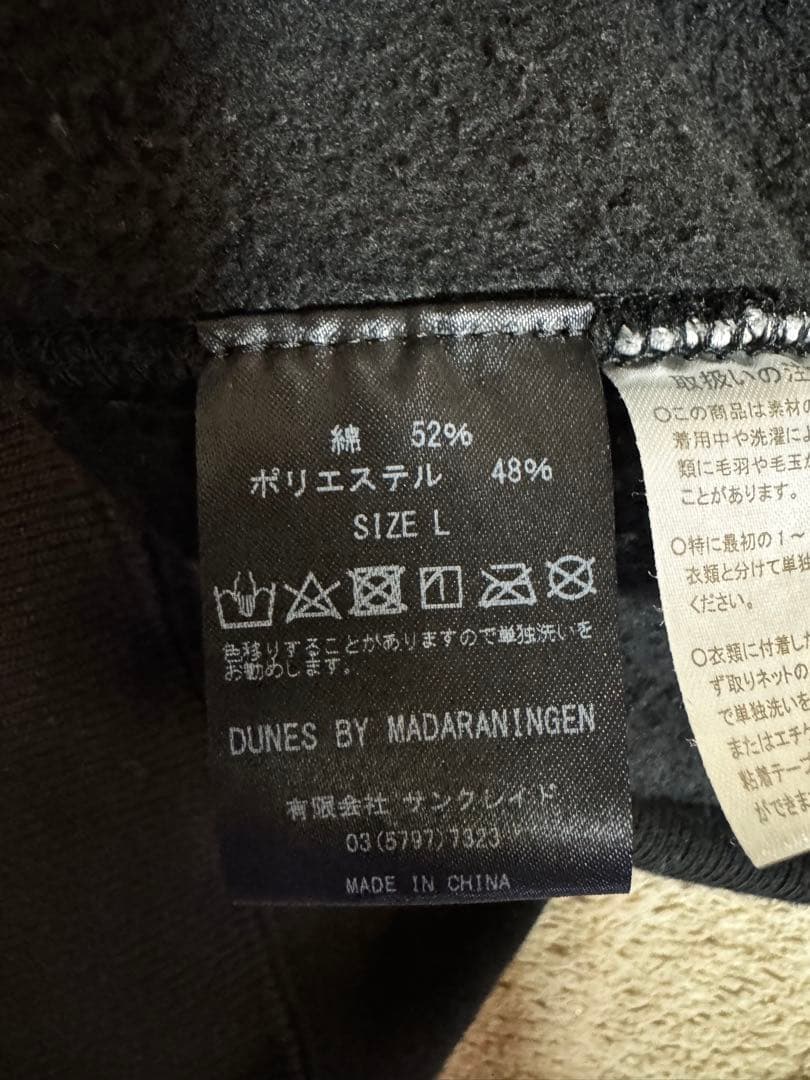 綿 52%
ポリエステル 48%
SIZE L
色移りすることがありますので単独洗いを
お勧めします。
DUNES BY MADARANINGEN
有限会社 サンクレイド
03(5797)7323
MADE IN CHINA
取扱いの注
○この商品は素材の
着用中や洗濯によ
類に毛羽や毛玉が
ことがあります。
○特に最初の1～
衣類と分けて単独
ください。
○衣類に付着した
ず取りネットの
で単独洗いを
またはエチケ
粘着テープ
ができま